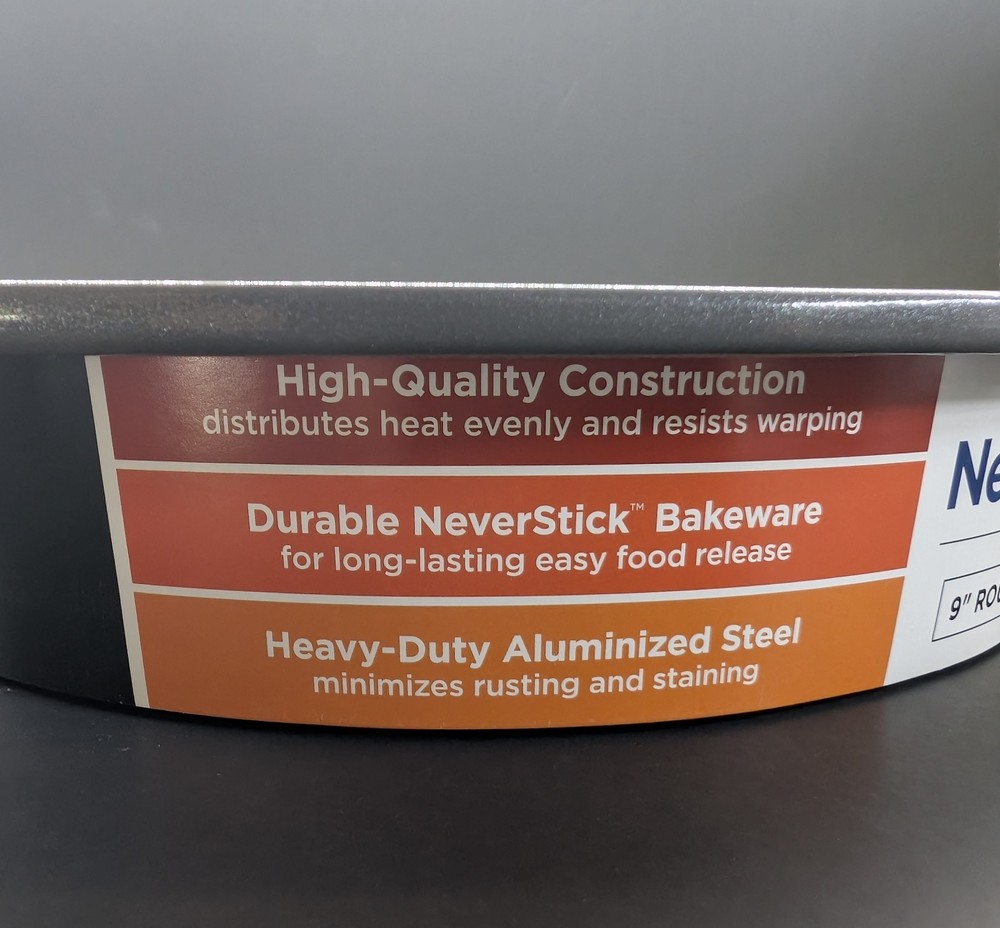 High-Quality Construction
distributes heat evenly and resists warping
Durable NeverStick™ Bakeware
for long-lasting easy food release
Heavy-Duty Aluminized Steel
minimizes rusting and staining
9"